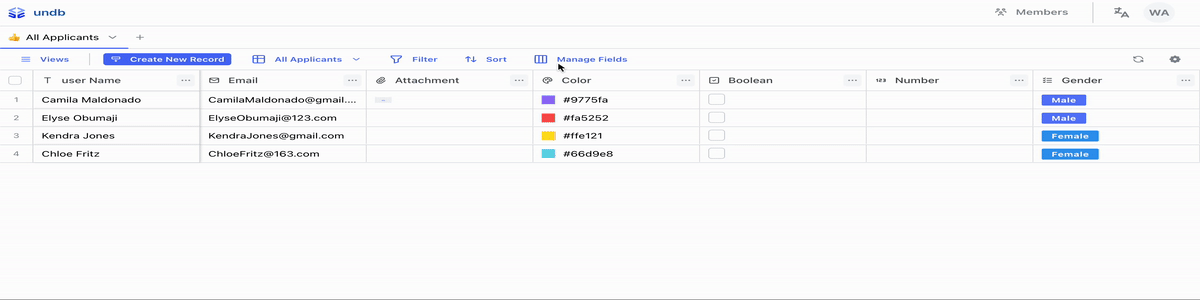 undb Members WA
All Applicants +
Views Create New Record All Applicants Filter Sort Manage Fields
user Name ... Email ... Attachment ... Color ... Boolean ... Number ... Gender ...
1 Camila Maldonado CamilaMaldonado@gmail.... #9775fa Male
2 Elyse Obumaji ElyseObumaji@123.com #fa5252 Male
3 Kendra Jones KendraJones@gmail.com #ffe121 Female
4 Chloe Fritz ChloeFritz@163.com #66d9e8 Female